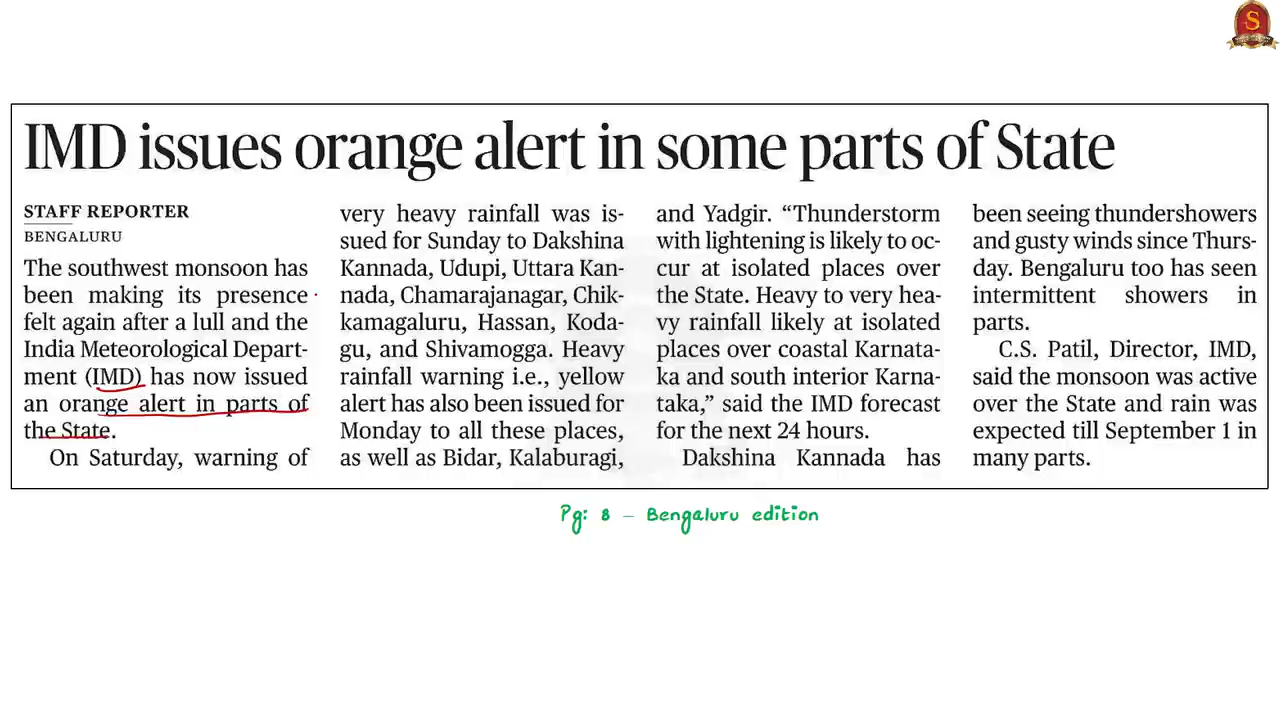 IMD issues orange alert in some parts of State
STAFF REPORTER
BENGALURU
The southwest monsoon has
been making its presence
felt again after a lull and the
India Meteorological Depart-
ment (IMD) has now issued
an orange alert in parts of
the State.
On Saturday, warning of
very heavy rainfall was is-
sued for Sunday to Dakshina
Kannada, Udupi, Uttara Kan-
nada, Chamarajanagar, Chik-
kamagaluru, Hassan, Koda-
gu, and Shivamogga. Heavy
rainfall warning i.e., yellow
alert has also been issued for
Monday to all these places,
as well as Bidar, Kalaburagi,
and Yadgir. “Thunderstorm
with lightening is likely to oc-
cur at isolated places over
the State. Heavy to very hea-
vy rainfall likely at isolated
places over coastal Karnata-
ka and south interior Karna-
taka,” said the IMD forecast
for the next 24 hours.
Dakshina Kannada has
been seeing thundershowers
and gusty winds since Thurs-
day. Bengaluru too has seen
intermittent showers in
parts.
C.S. Patil, Director, IMD,
said the monsoon was active
over the State and rain was
expected till September 1 in
many parts.
Pg: 8 – Bengaluru edition
S